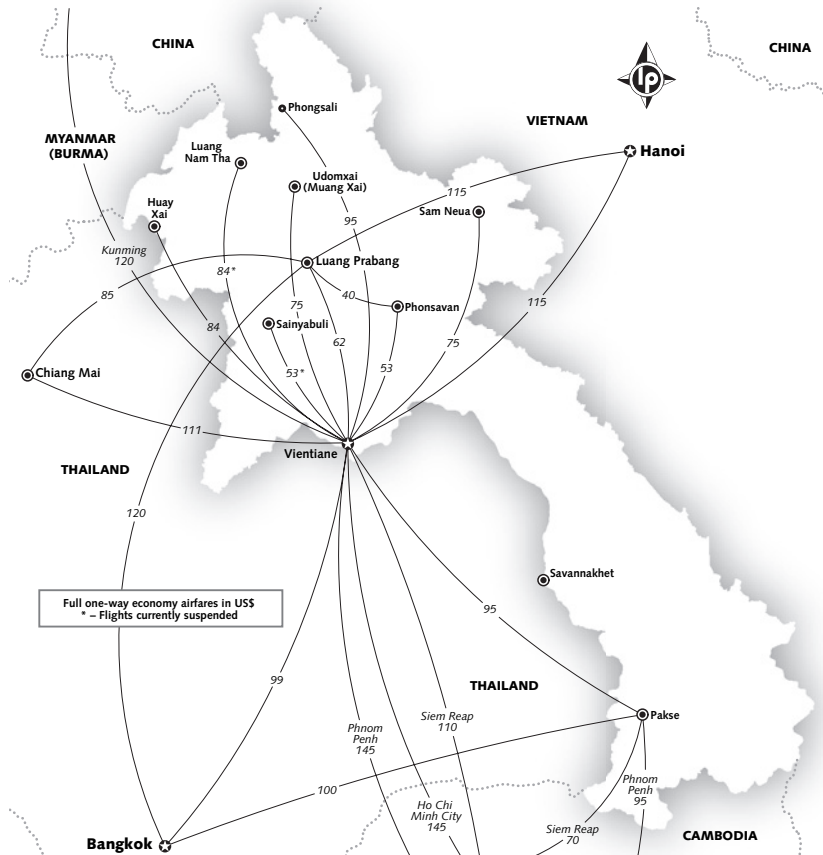 CHINA
CHINA
lp
Phongsali
VIETNAM
MYANMAR
(BURMA)
Luang
Nam Tha
Hanoi
Udomxai
(Muang Xai)
115
Huay
Xai
Sam Neua
95
Kunming
120
Luang Prabang
84*
85
40
75
Phonsavan
115
Sainyabuli
84
62
75
53*
53
Chiang Mai
111
Vientiane
THAILAND
120
Savannakhet
Full one-way economy airfares in US$
* – Flights currently suspended
95
99
THAILAND
Siem Reap
110
Pakse
Phnom
Penh
145
100
Phnom
Penh
95
Ho Chi
Minh City
145
Siem Reap
70
CAMBODIA
Bangkok